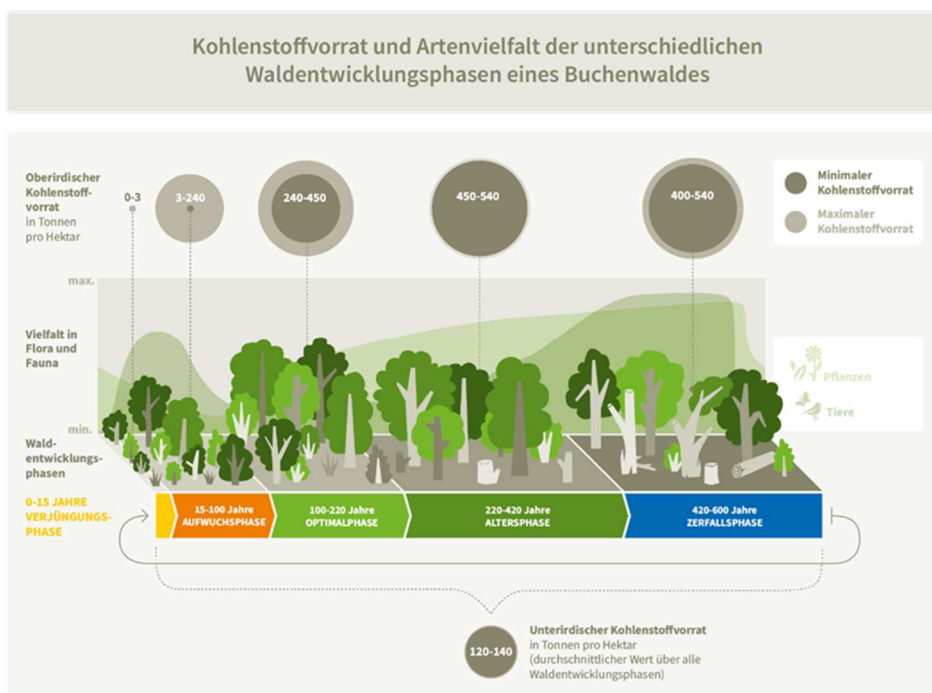 Kohlenstoffvorrat und Artenvielfalt der unterschiedlichen
Waldentwicklungsphasen eines Buchenwaldes
Oberirdischer
Kohlenstoff-
vorrat
in Tonnen
pro Hektar
0-3
3-240
240-450
450-540
400-540
Minimaler
Kohlenstoffvorrat
Maximaler
Kohlenstoffvorrat
max.
Vielfalt in
Flora und
Fauna
min.
Pflanzen
Tiere
Wald-
entwicklungs-
phasen
0-15 JAHRE
VERJÜNGUNGS-
PHASE
15-100 Jahre
AUFWUCHSPHASE
100-220 Jahre
OPTIMALPHASE
220-420 Jahre
ALTERSPHASE
420-600 Jahre
ZERFALLSPHASE
120-140
Unterirdischer Kohlenstoffvorrat
in Tonnen pro Hektar
(durchschnittlicher Wert über alle
Waldentwicklungsphasen)